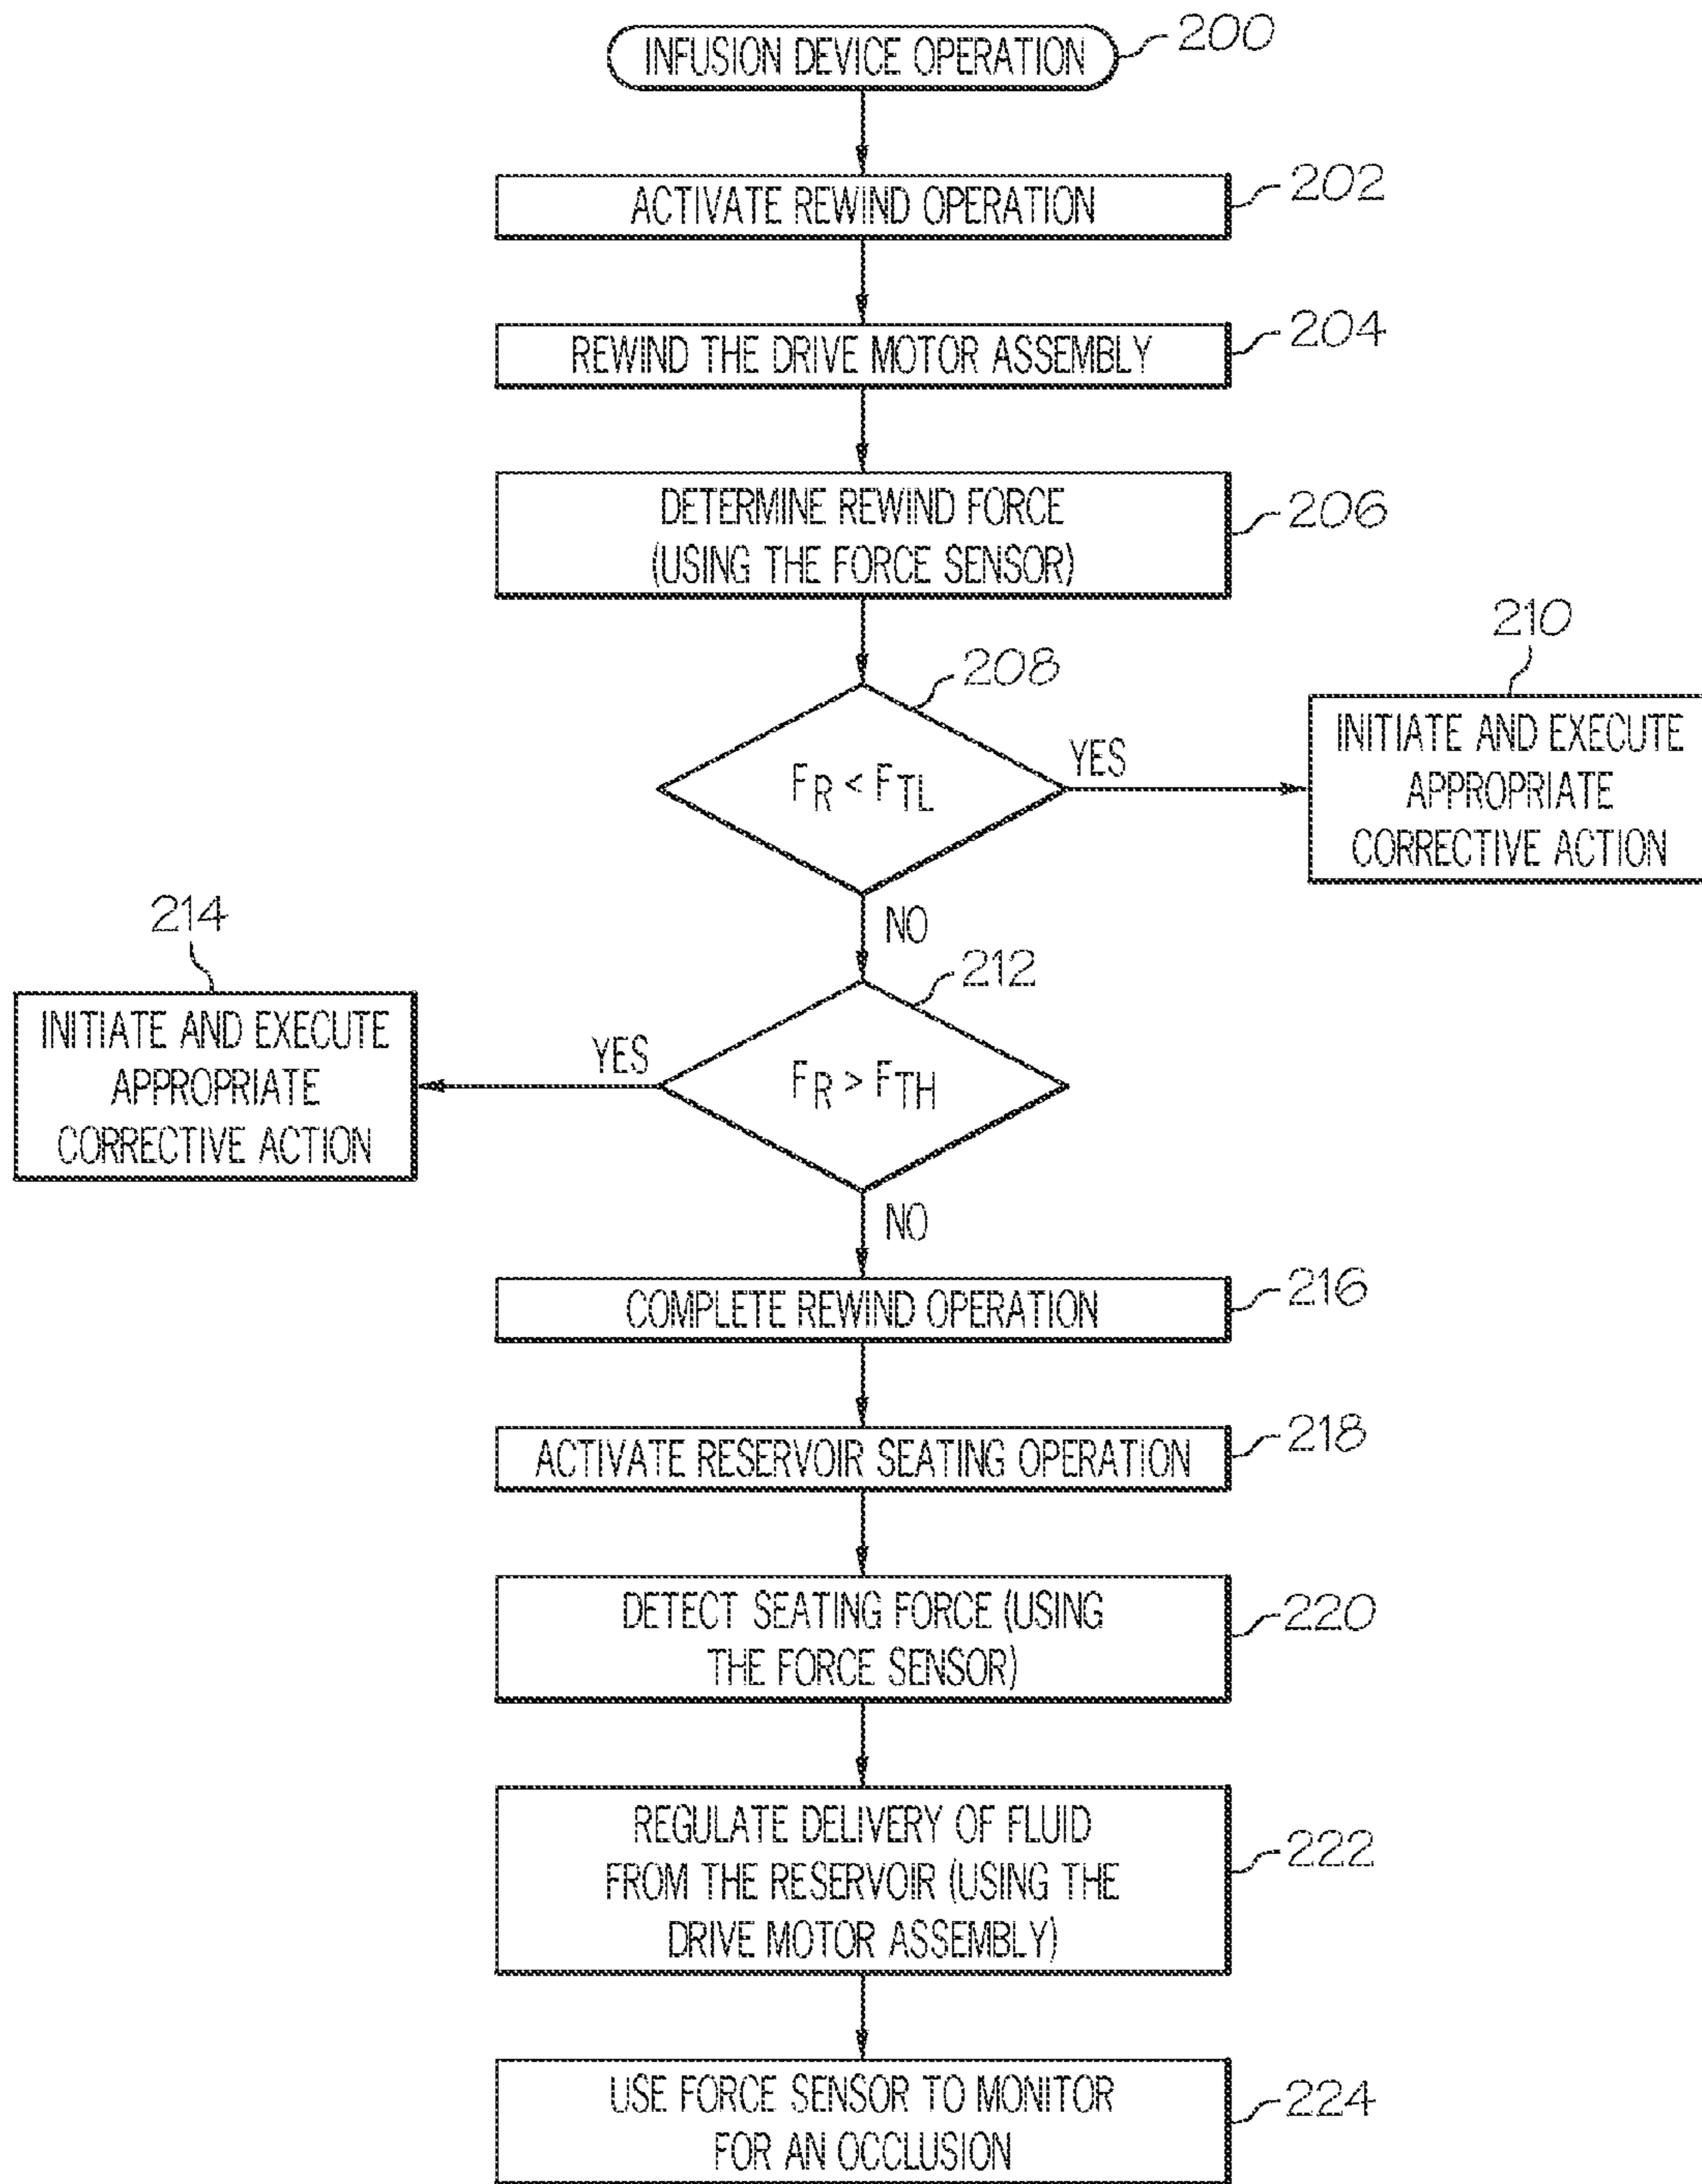 INFUSION DEVICE OPERATION
200
ACTIVATE REWIND OPERATION
202
REWIND THE DRIVE MOTOR ASSEMBLY
204
DETERMINE REWIND FORCE
(USING THE FORCE SENSOR)
206
208
FR < FTL
YES
210
INITIATE AND EXECUTE
APPROPRIATE
CORRECTIVE ACTION
NO
212
FR > FTH
YES
214
INITIATE AND EXECUTE
APPROPRIATE
CORRECTIVE ACTION
NO
COMPLETE REWIND OPERATION
216
ACTIVATE RESERVOIR SEATING OPERATION
218
DETECT SEATING FORCE (USING
THE FORCE SENSOR)
220
REGULATE DELIVERY OF FLUID
FROM THE RESERVOIR (USING THE
DRIVE MOTOR ASSEMBLY)
222
USE FORCE SENSOR TO MONITOR
FOR AN OCCLUSION
224